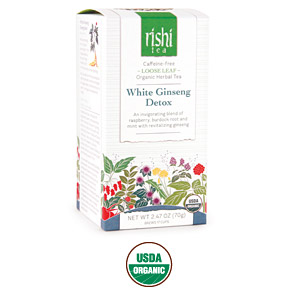 rishi
tea
Caffeine-Free
LOOSE LEAF
Organic Herbal Tea
White Ginseng
Detox
An invigorating blend of
raspberry, burdock root and
mint with revitalizing ginseng
USDA
ORGANIC
NET WT 2.47 OZ (70g)
USDA
ORGANIC